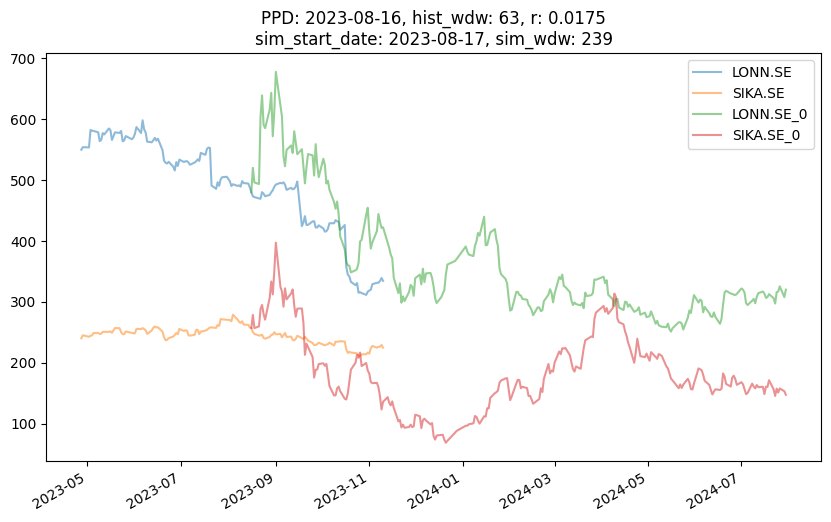 PPD: 2023-08-16, hist_wdw: 63, r: 0.0175
sim_start_date: 2023-08-17, sim_wdw: 239
LONN.SE
SIKA.SE
LONN.SE_0
SIKA.SE_0
700
600
500
400
300
200
100
2023-05
2023-07
2023-09
2023-11
2024-01
2024-03
2024-05
2024-07